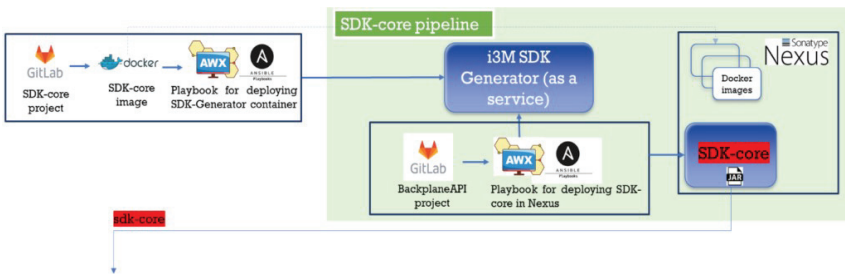 SDK-core pipeline
GitLab
SDK-core
project
docker
SDK-core
image
AWX
ANSIBLE
Playbooks
Playbook for deploying
SDK-Generator container
i3M SDK
Generator (as a
service)
Sonatype
Nexus
Docker
images
GitLab
BackplaneAPI
project
AWX
ANSIBLE
Playbooks
Playbook for deploying SDK-
core in Nexus
SDK-core
JAR
sdk-core